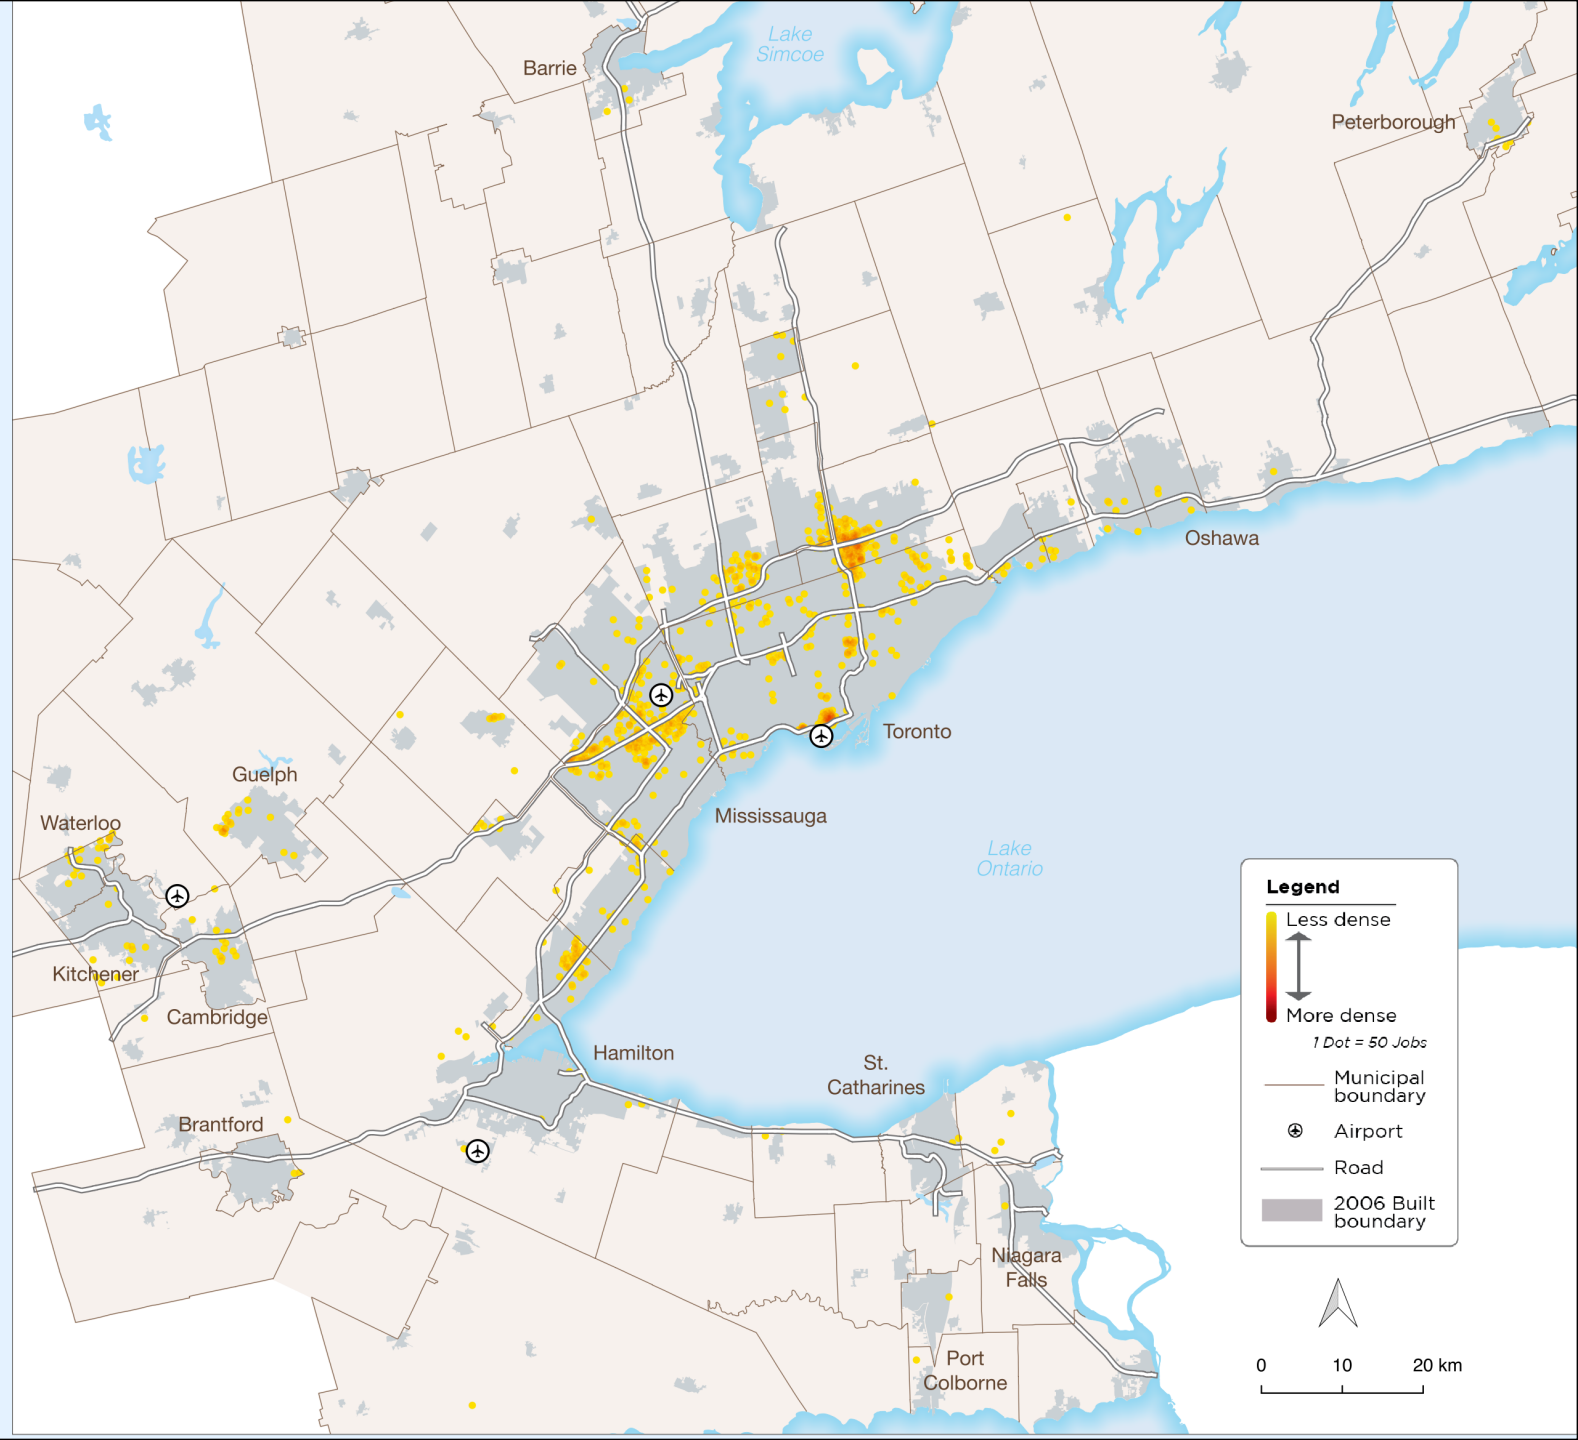 Lake
Simcoe
Barrie
Peterborough
Oshawa
Toronto
Guelph
Waterloo
Mississauga
Lake
Ontario
Kitchener
Cambridge
Hamilton
St.
Catharines
Brantford
Niagara
Falls
Port
Colborne
Legend
Less dense
More dense
1 Dot = 50 Jobs
Municipal
boundary
Airport
Road
2006 Built
boundary
0 10 20 km